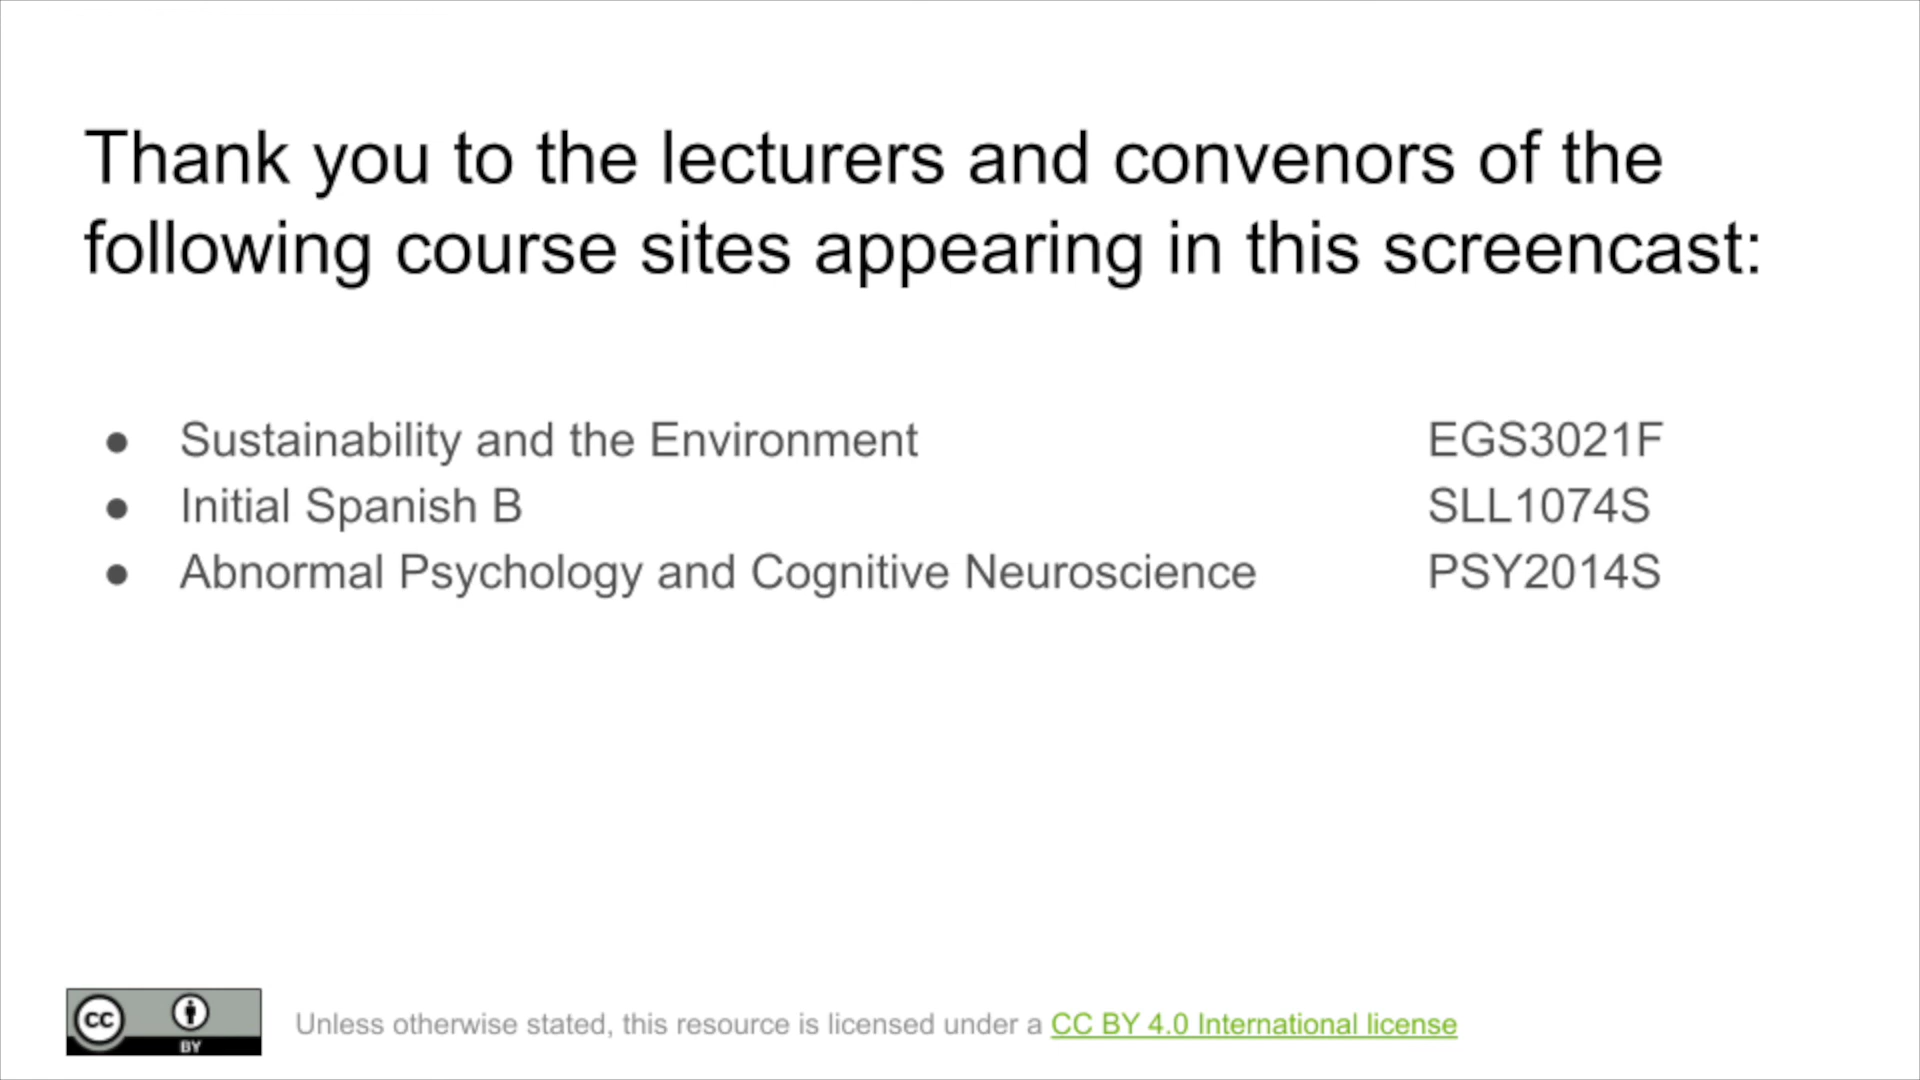 Thank you to the lecturers and convenors of the
following course sites appearing in this screencast:
● Sustainability and the Environment EGS3021F
● Initial Spanish B SLL1074S
● Abnormal Psychology and Cognitive Neuroscience PSY2014S
cc BY
Unless otherwise stated, this resource is licensed under a CC BY 4.0 International license